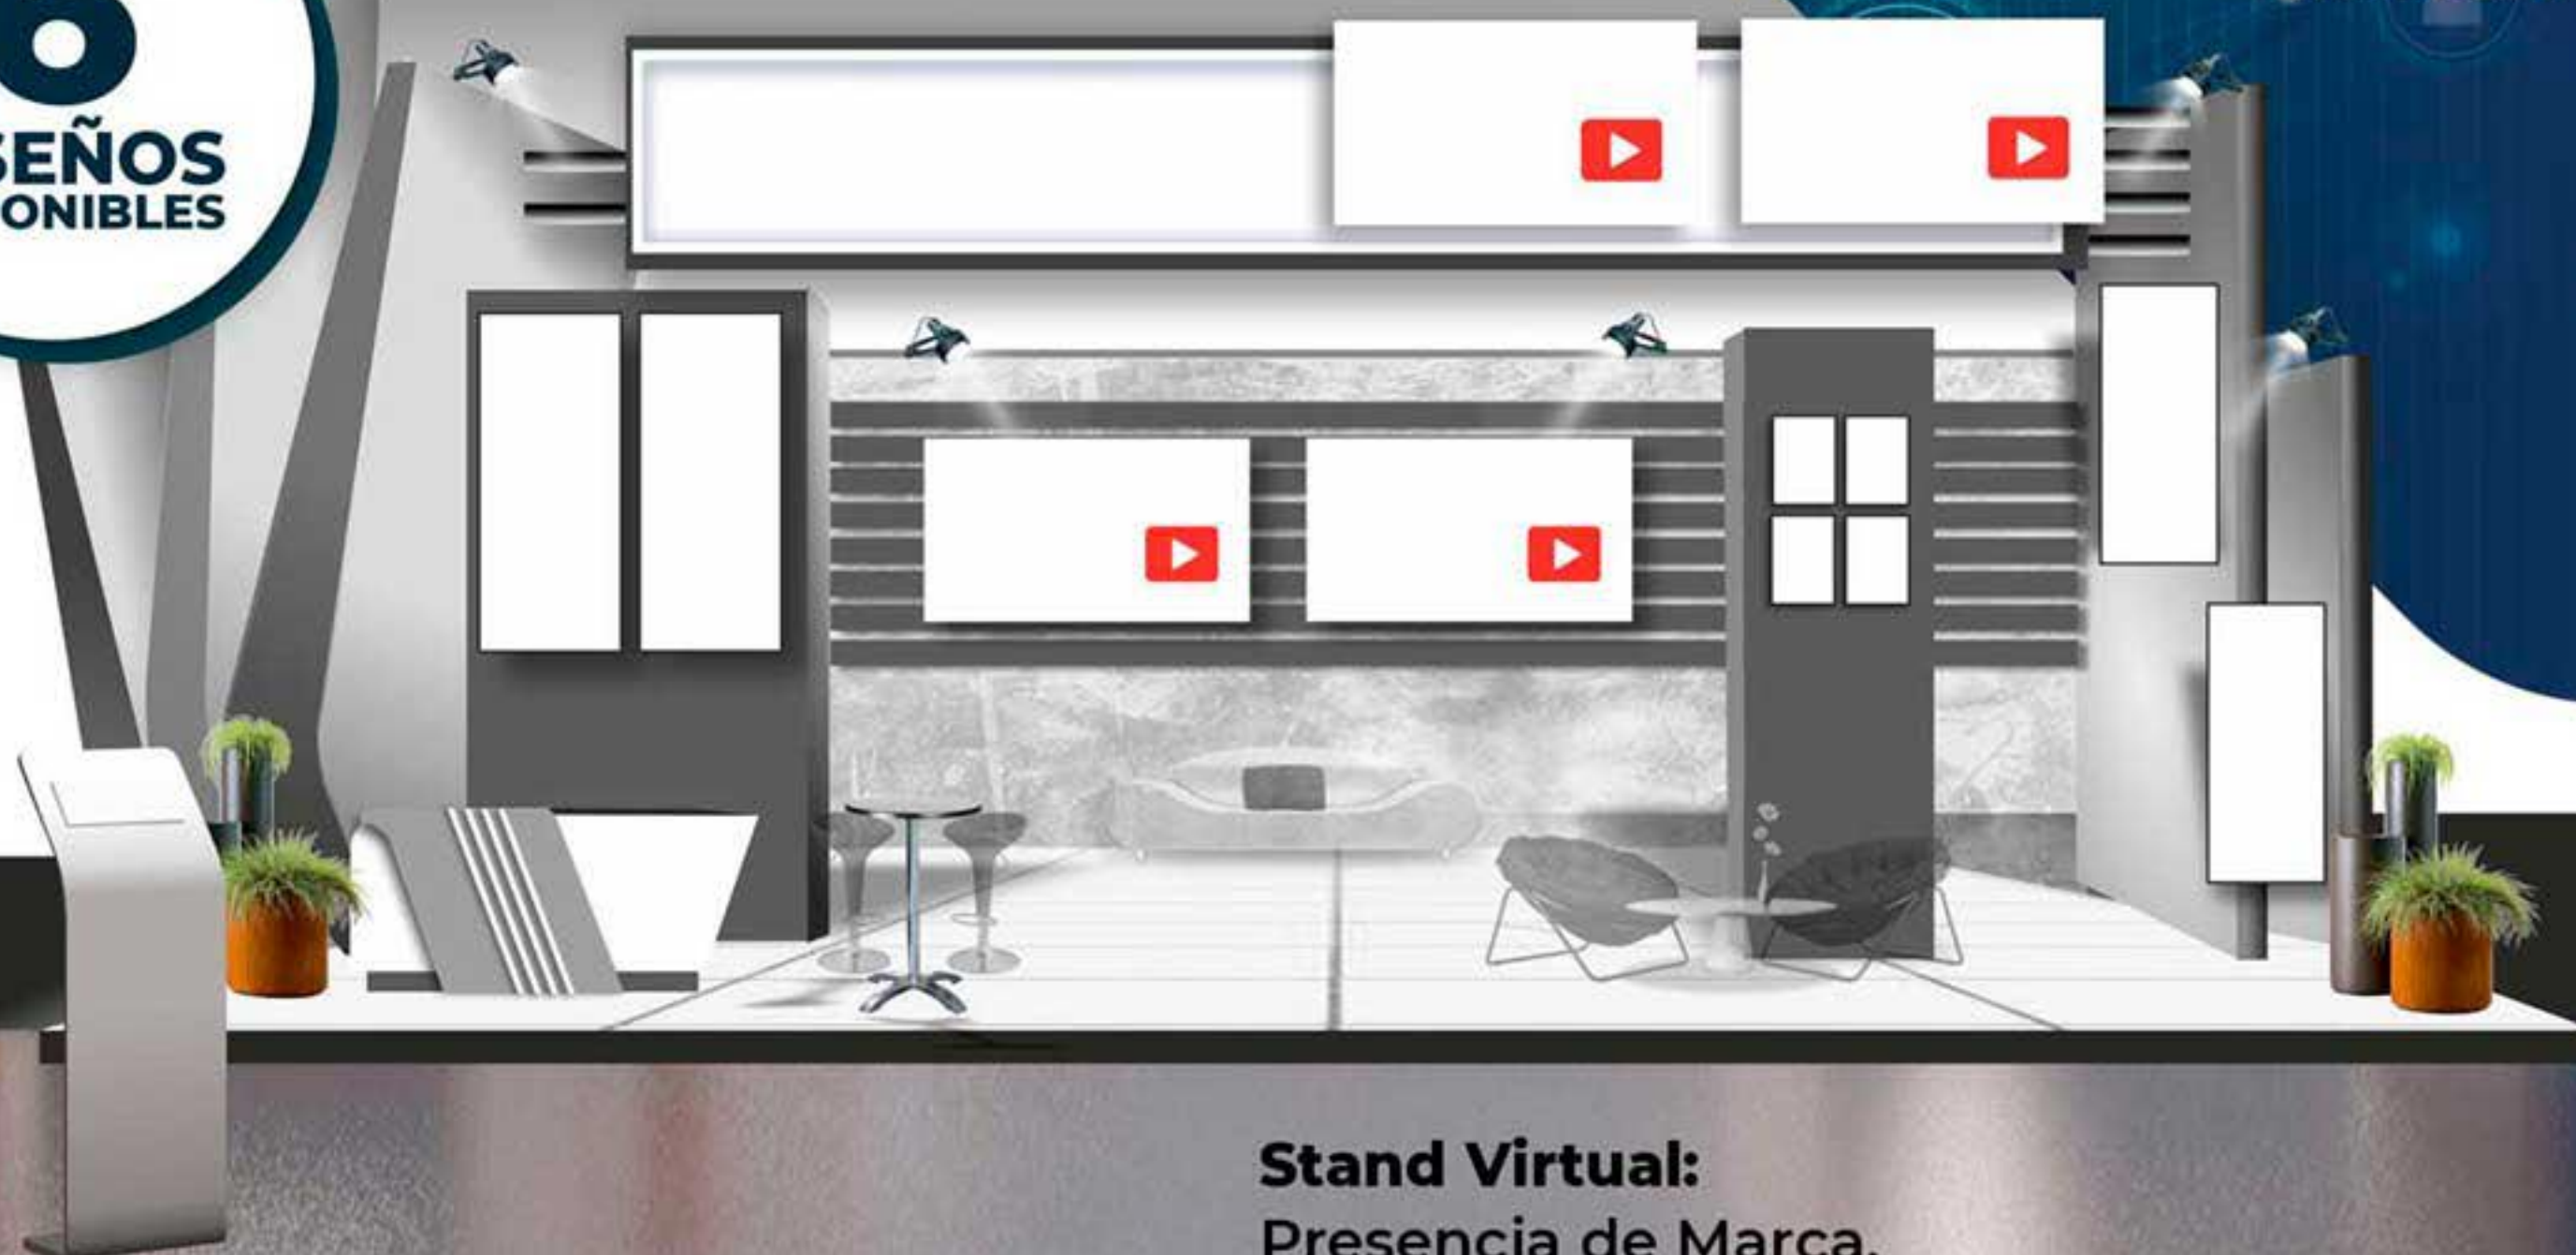 SEÑOS
ONIBLES
Stand Virtual:
Presencia de Marca,